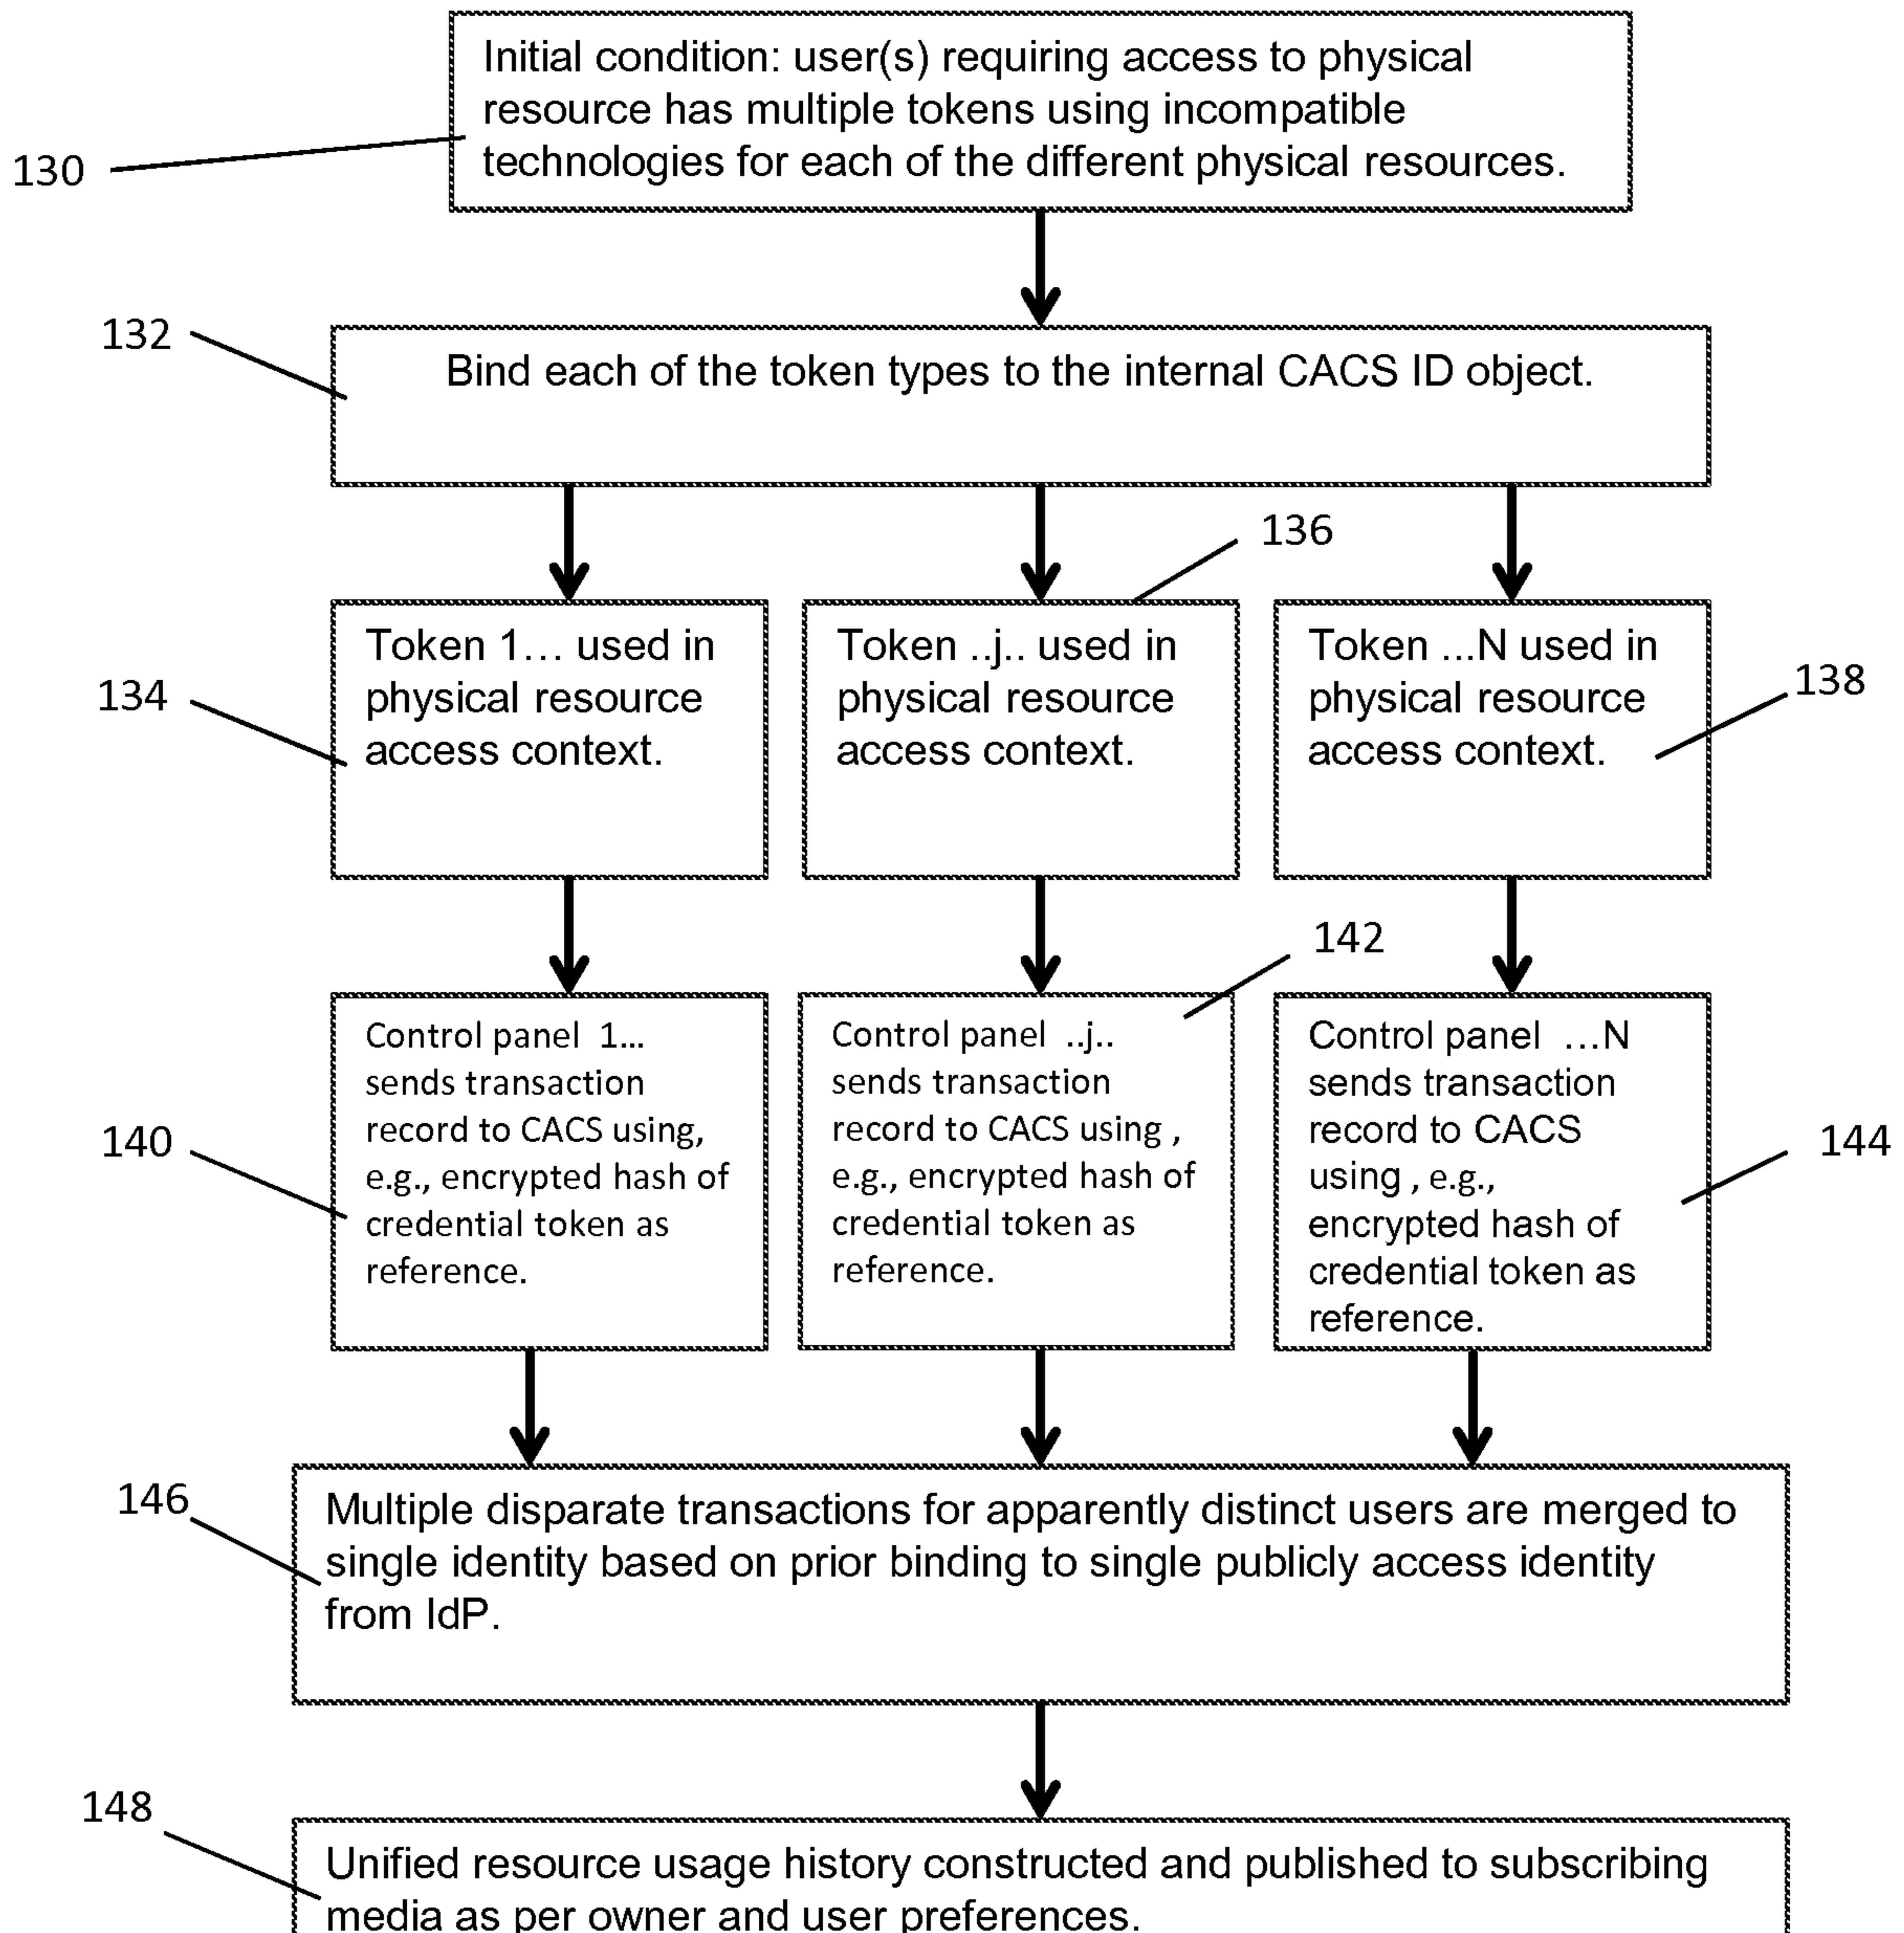 Initial condition: user(s) requiring access to physical
resource has multiple tokens using incompatible
technologies for each of the different physical resources.
130
132
Bind each of the token types to the internal CACS ID object.
136
Token 1... used in
physical resource
access context.
134
Token ..j.. used in
physical resource
access context.
Token ...N used in
physical resource
access context.
138
142
Control panel 1...
sends transaction
record to CACS using,
e.g., encrypted hash of
credential token as
reference.
140
Control panel ..j..
sends transaction
record to CACS using ,
e.g., encrypted hash of
credential token as
reference.
Control panel ...N
sends transaction
record to CACS
using , e.g.,
encrypted hash of
credential token as
reference.
144
146
Multiple disparate transactions for apparently distinct users are merged to
single identity based on prior binding to single publicly access identity
from IdP.
148
Unified resource usage history constructed and published to subscribing
media as per owner and user preferences.